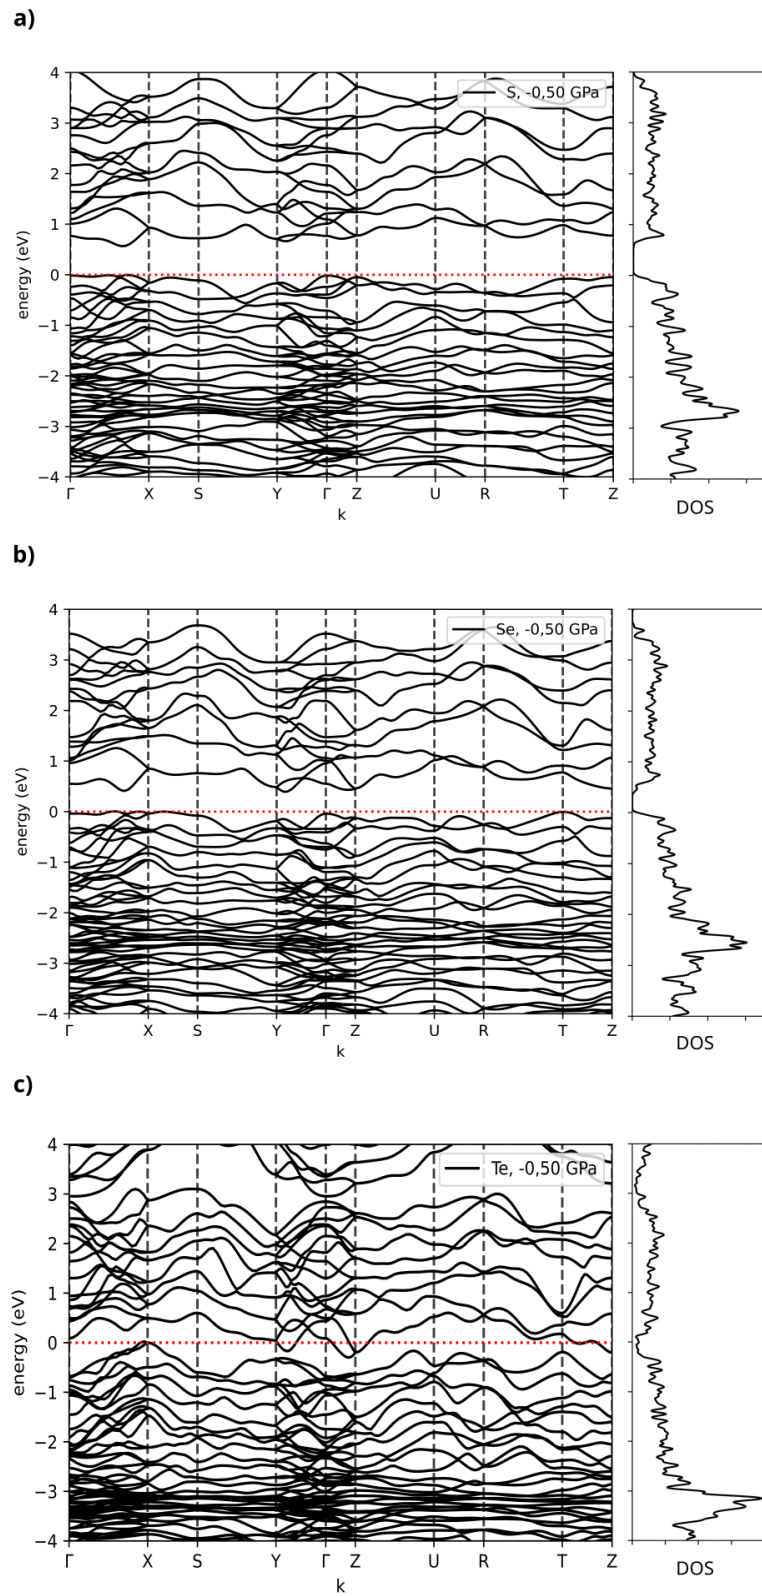 a)
S, -0,50 GPa
4
3
2
1
0
−1
−2
−3
−4
energy (eV)
Γ X S Y Γ Z U R T Z
k
DOS
b)
Se, -0,50 GPa
4
3
2
1
0
−1
−2
−3
−4
energy (eV)
Γ X S Y Γ Z U R T Z
k
DOS
c)
Te, -0,50 GPa
4
3
2
1
0
−1
−2
−3
−4
energy (eV)
Γ X S Y Γ Z U R T Z
k
DOS